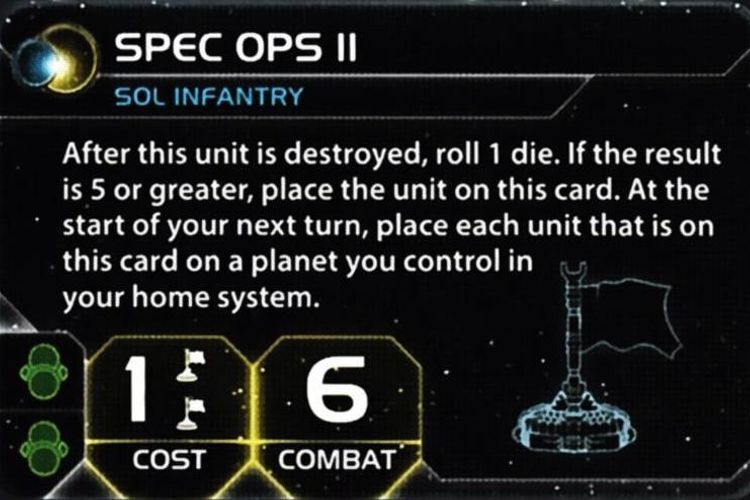 SPEC OPS II
SOL INFANTRY
After this unit is destroyed, roll 1 die. If the result
is 5 or greater, place the unit on this card. At the
start of your next turn, place each unit that is on
this card on a planet you control in
your home system.
1 6
COST COMBAT